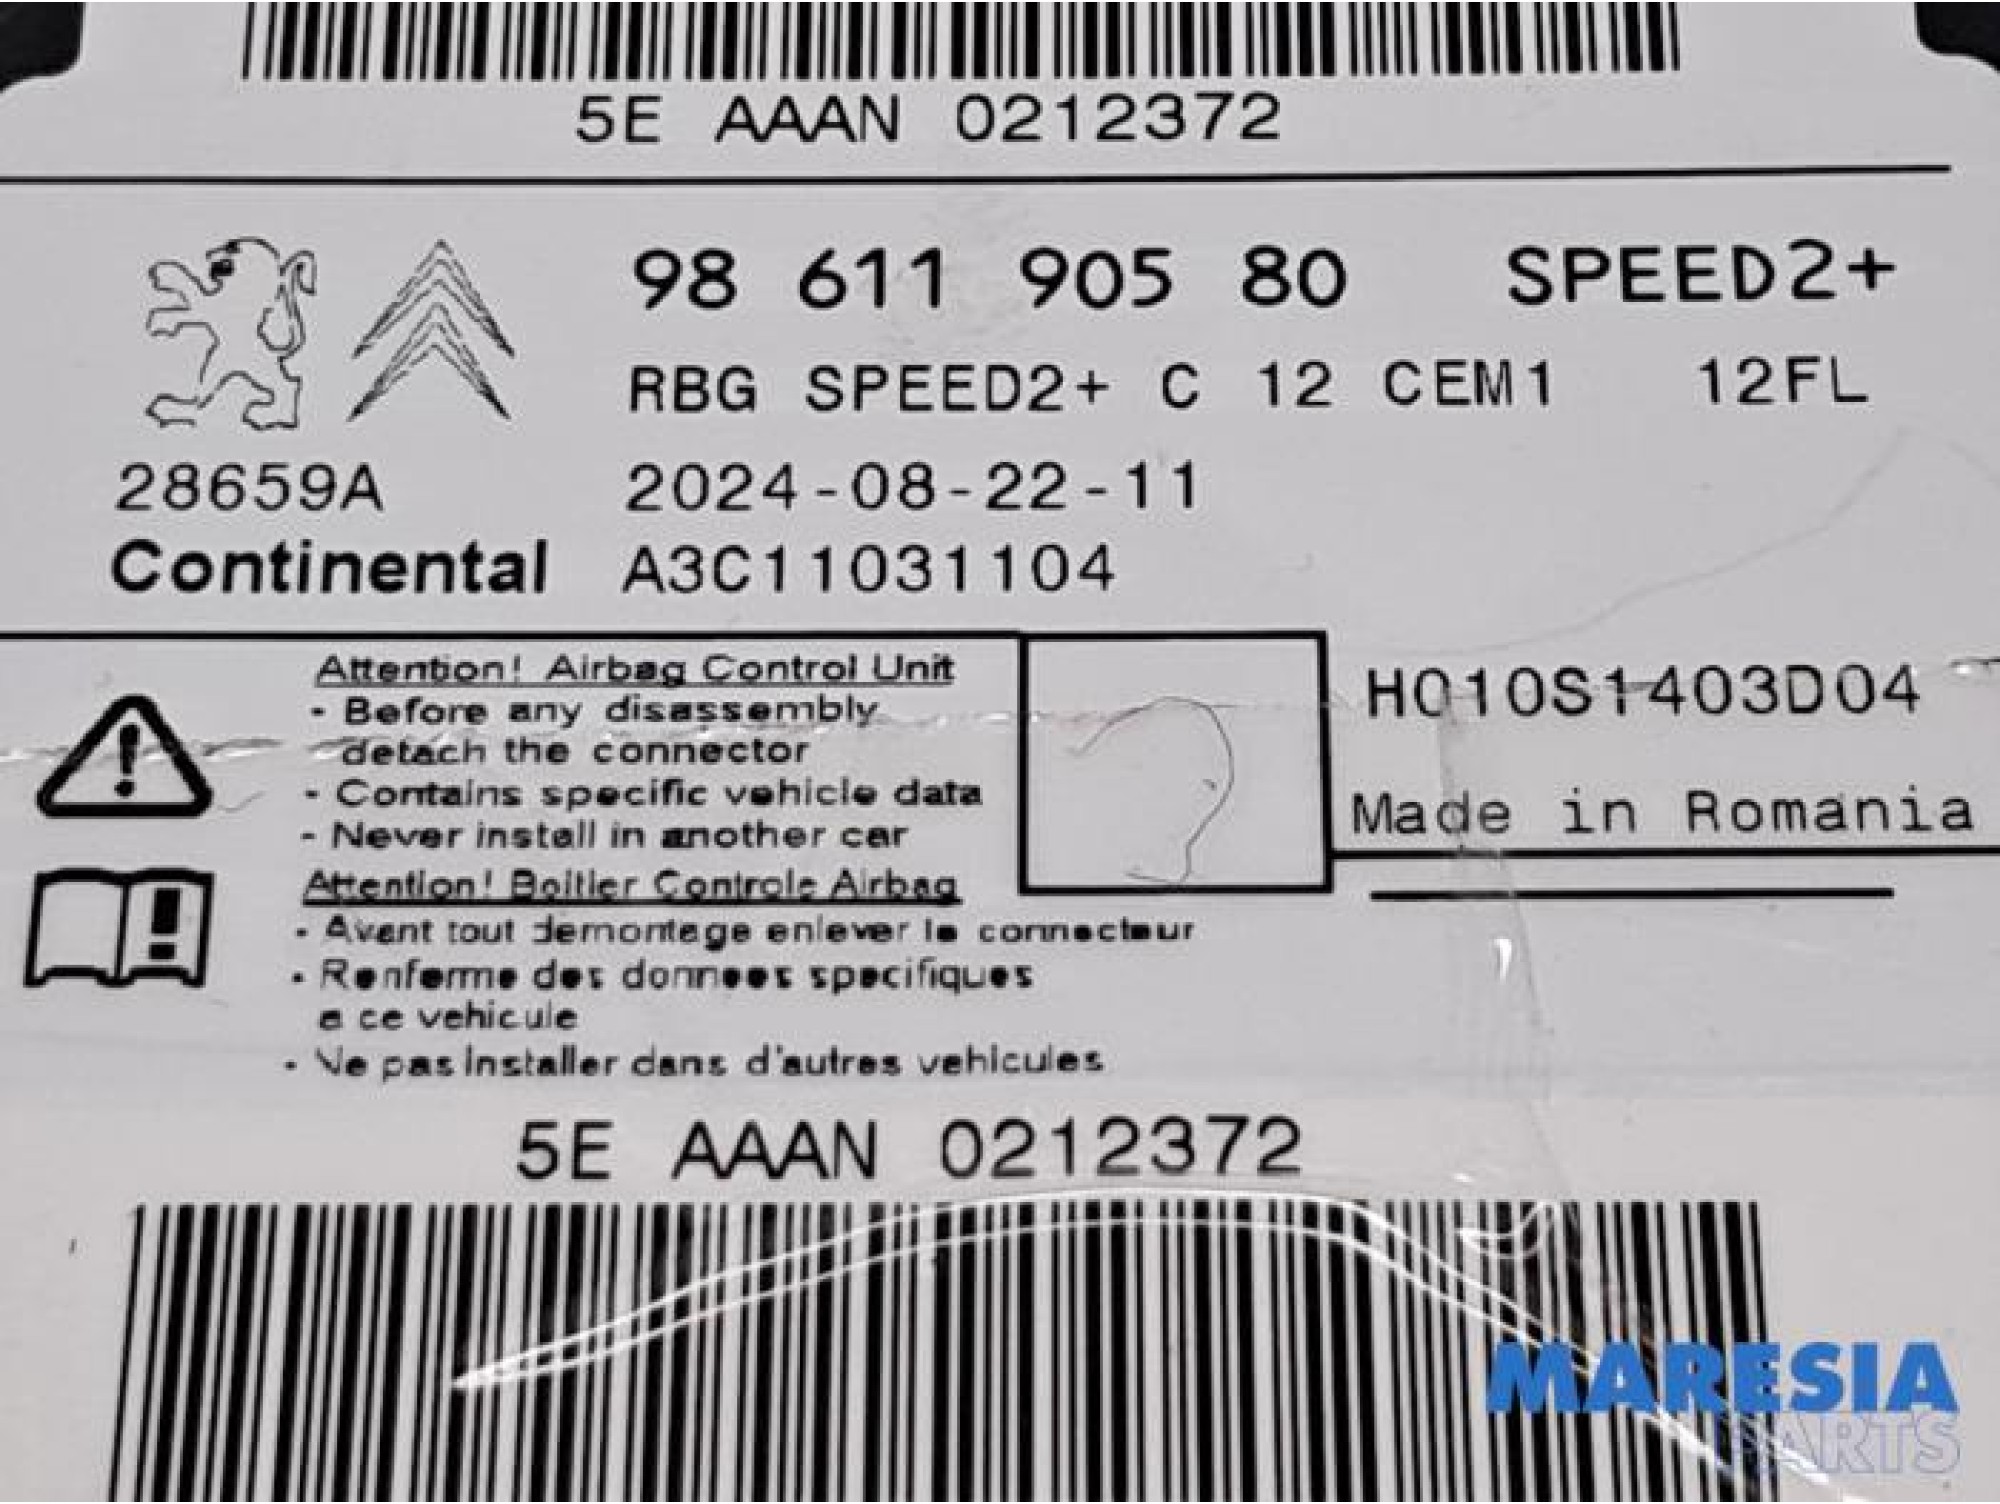 5E AAAN 0212372
98 611 905 80 SPEED2+
RBG SPEED2+ C 12 CEM1 12FL
28659A 2024-08-22-11
Continental A3C11031104
Attention! Airbag Control Unit
- Before any disassembly
detach the connector
- Contains specific vehicle data
- Never install in another car
H010S1403D04
Made in Romania
Attention! Boitier Controle Airbag
- Avant tout demontage enlever le connecteur
- Renferme des donnees specifiques
a ce vehicule
- Ne pas installer dans d'autres vehicules
5E AAAN 0212372
MARESIA
PARTS